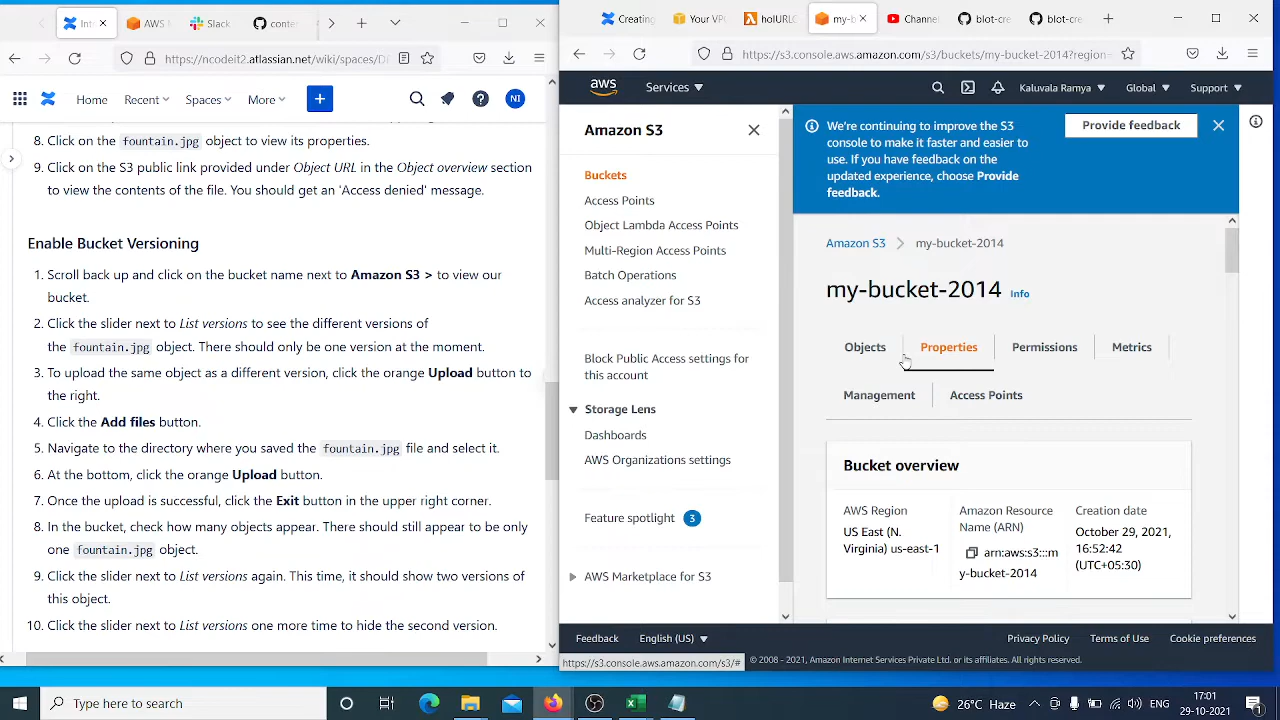 Int
AWS S
Slack
conter
https://ncodeit2.atlassian.net/wiki/spaces/Di
Home
Recent
Spaces
More
NI
8. Click on the fountain.jpg object to view its properties.
9. Click on the S3 public link provided under Object URL in the Object overview section
to view the contents of the file. You should get an 'Access denied' message.
Enable Bucket Versioning
1. Scroll back up and click on the bucket name next to Amazon S3 > to view our
bucket.
2. Click the slider next to List versions to see the different versions of
the fountain.jpg object. There should only be one version at the moment.
3. To upload the same object as a different version, click the orange Upload button to
the right.
4. Click the Add files button.
5. Navigate to the directory where you saved the fountain.jpg file and select it.
6. At the bottom, click the orange Upload button.
7. Once the upload is successful, click the Exit button in the upper right corner.
8. In the bucket, check how many objects appear. There should still appear to be only
one fountain.jpg object.
9. Click the slider next to List versions again. This time, it should show two versions of
this object.
10. Click the slider next to List versions one more time to hide the second version.
Creating
Your VPC
holURLC
my-b
Channe
blot-cre
blot-cre
https://s3.console.aws.amazon.com/s3/buckets/my-bucket-2014?region=
aws
Services
Kaluvala Ramya
Global
Support
Amazon S3
Buckets
Access Points
Object Lambda Access Points
Multi-Region Access Points
Batch Operations
Access analyzer for S3
Block Public Access settings for
this account
Storage Lens
Dashboards
AWS Organizations settings
Feature spotlight 3
AWS Marketplace for S3
We're continuing to improve the S3
console to make it faster and easier to
use. If you have feedback on the
updated experience, choose Provide
feedback.
Provide feedback
Amazon S3
my-bucket-2014
my-bucket-2014 Info
Objects
Properties
Permissions
Metrics
Management
Access Points
Bucket overview
AWS Region
US East (N.
Virginia) us-east-1
Amazon Resource
Name (ARN)
arn:aws:s3:::m
y-bucket-2014
Creation date
October 29, 2021,
16:52:42
(UTC+05:30)
Feedback
English (US)
Privacy Policy
Terms of Use
Cookie preferences
https://s3.console.aws.amazon.com/s3/#
© 2008 - 2021, Amazon Internet Services Private Ltd. or its affiliates. All rights reserved.
Type here to search
26°C Haze
ENG
17:01
29-10-2021